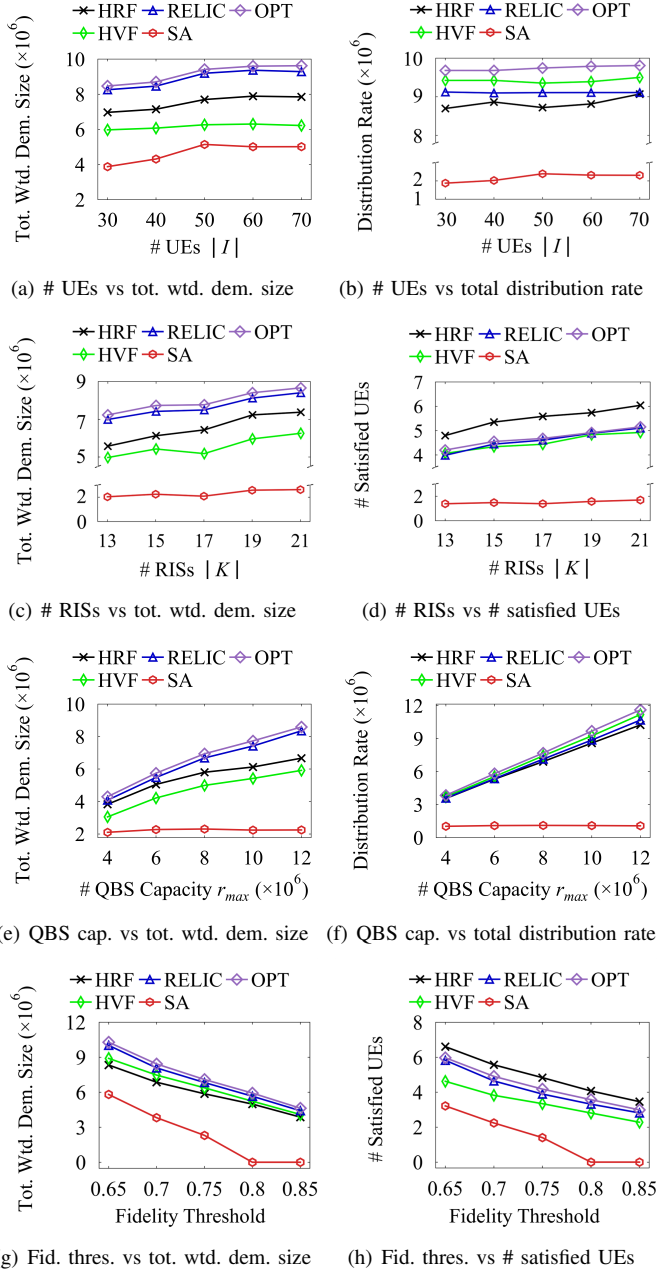 HRF RELIC OPT
HVF SA
Tot. Wtd. Dem. Size (×10^6)
10
8
6
4
2
30 40 50 60 70
# UEs | I |
(a) # UEs vs tot. wtd. dem. size
HRF RELIC OPT
HVF SA
Distribution Rate (×10^6)
10
9
8
2
1
30 40 50 60 70
# UEs | I |
(b) # UEs vs total distribution rate
HRF RELIC OPT
HVF SA
Tot. Wtd. Dem. Size (×10^6)
9
7
5
2
0
13 15 17 19 21
# RISs | K |
(c) # RISs vs tot. wtd. dem. size
HRF RELIC OPT
HVF SA
# Satisfied UEs
7
6
5
4
2
0
13 15 17 19 21
# RISs | K |
(d) # RISs vs # satisfied UEs
HRF RELIC OPT
HVF SA
Tot. Wtd. Dem. Size (×10^6)
10
8
6
4
2
4 6 8 10 12
# QBS Capacity r_max (×10^6)
(e) QBS cap. vs tot. wtd. dem. size
HRF RELIC OPT
HVF SA
Distribution Rate (×10^6)
12
9
6
3
0
4 6 8 10 12
# QBS Capacity r_max (×10^6)
(f) QBS cap. vs total distribution rate
HRF RELIC OPT
HVF SA
Tot. Wtd. Dem. Size (×10^6)
12
9
6
3
0
0.65 0.7 0.75 0.8 0.85
Fidelity Threshold
g) Fid. thres. vs tot. wtd. dem. size
HRF RELIC OPT
HVF SA
# Satisfied UEs
8
6
4
2
0
0.65 0.7 0.75 0.8 0.85
Fidelity Threshold
(h) Fid. thres. vs # satisfied UEs